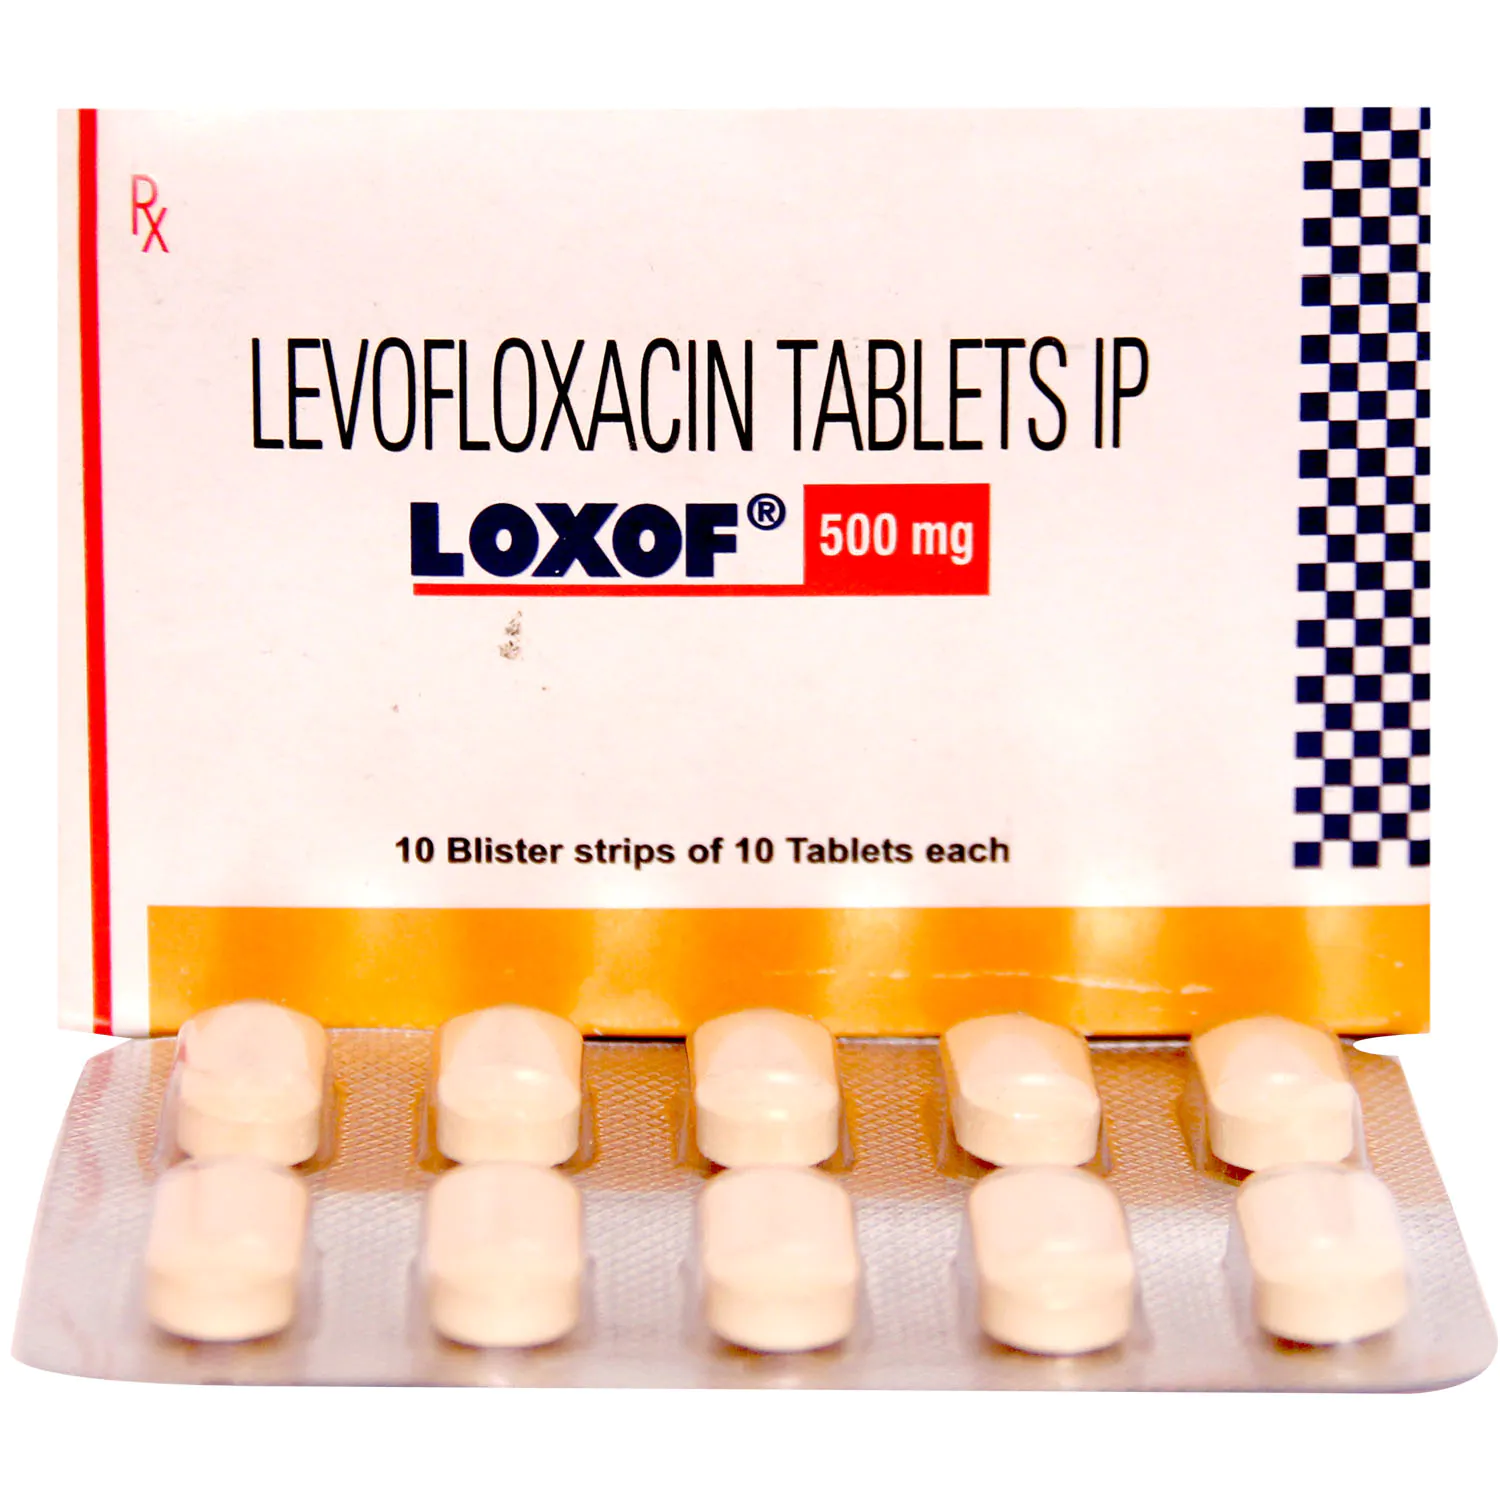 Rx
LEVOFLOXACIN TABLETS IP
LOXOF® 500 mg
10 Blister strips of 10 Tablets each